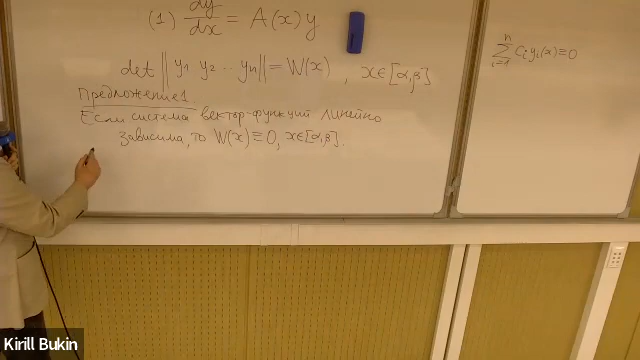 (1) dy/dx = A(x)y
det || y₁ y₂ ... yₙ || = W(x) , x∈[α,β]
Предложение 1.
Если система вектор-функций линейно
зависима, то W(x) ≡ 0, x∈[α,β].
∑ᵢ₌₁ⁿ Cᵢyᵢ(x) ≡ 0
Kirill Bukin